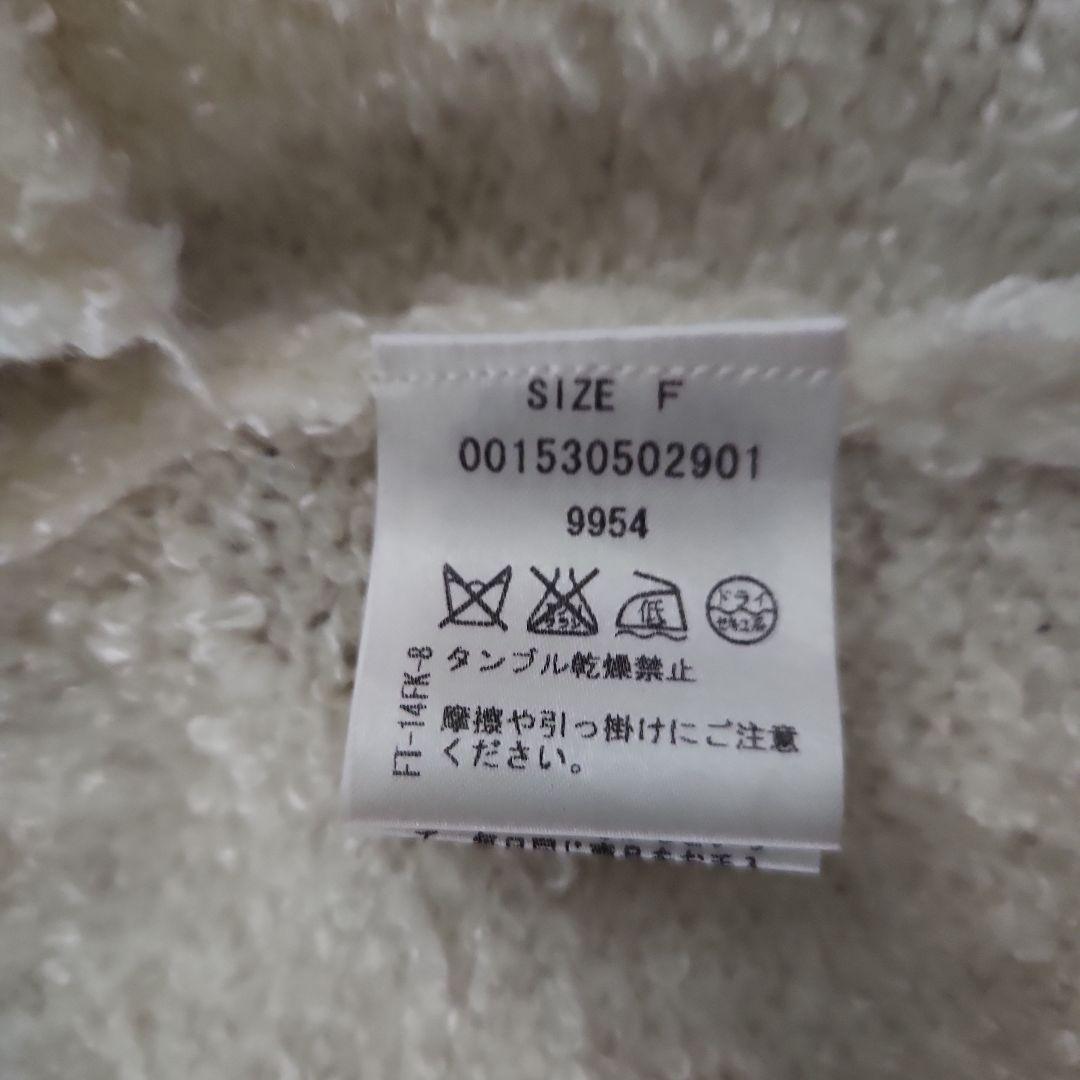 SIZE F
001530502901
9954
低
ドライ
セキユ系
タンブル乾燥禁止
摩擦や引っ掛けにご注意
ください。
FT-14FK-8